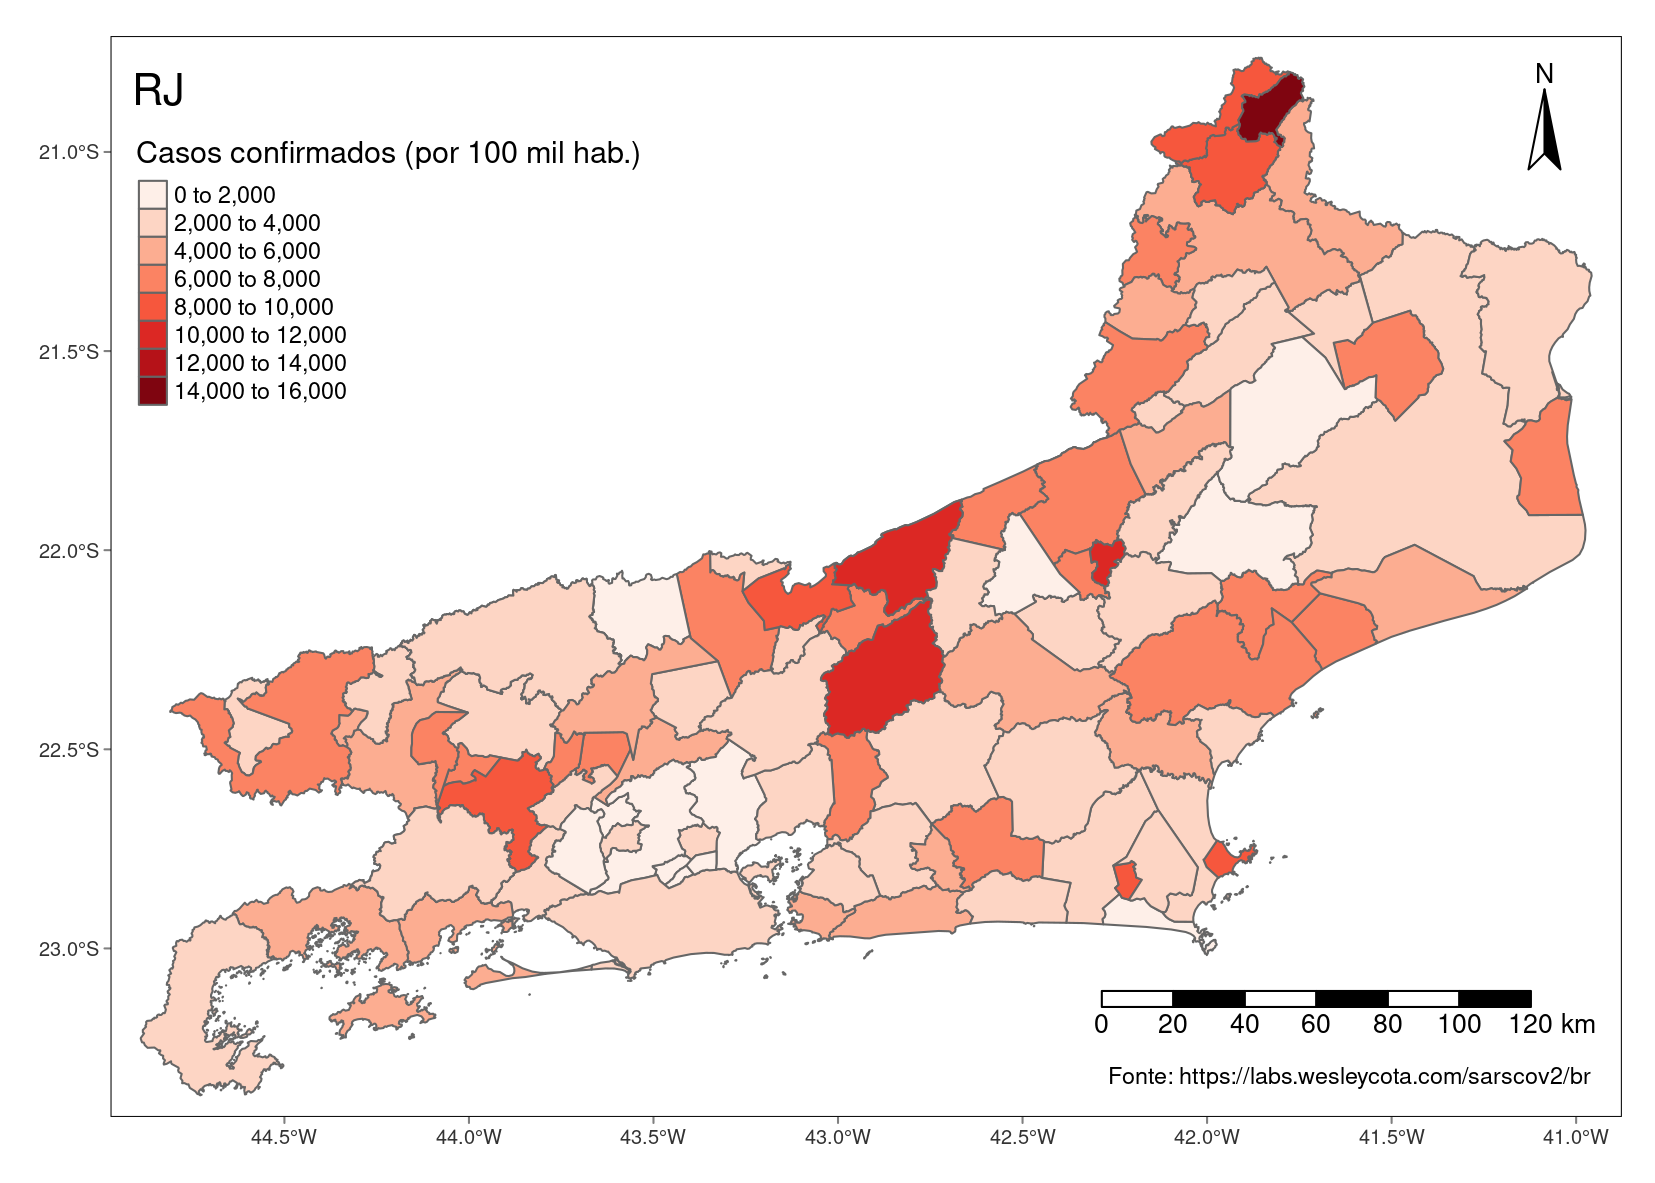 RJ
N
Casos confirmados (por 100 mil hab.)
0 to 2,000
2,000 to 4,000
4,000 to 6,000
6,000 to 8,000
8,000 to 10,000
10,000 to 12,000
12,000 to 14,000
14,000 to 16,000
21.0°S
21.5°S
22.0°S
22.5°S
23.0°S
0 20 40 60 80 100 120 km
Fonte: https://labs.wesleycota.com/sarscov2/br
44.5°W 44.0°W 43.5°W 43.0°W 42.5°W 42.0°W 41.5°W 41.0°W